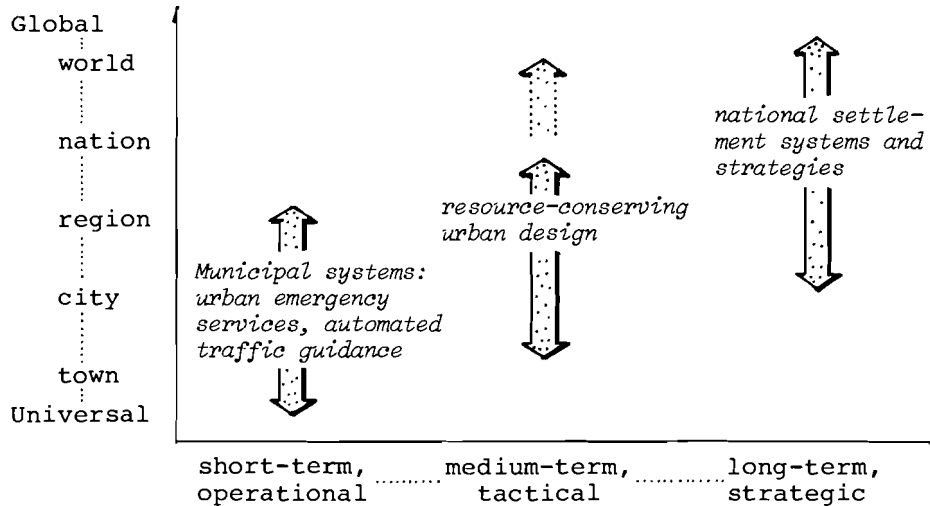 Global
world
nation
region
city
town
Universal
national settle-
ment systems and
strategies
resource-conserving
urban design
Municipal systems:
urban emergency
services, automated
traffic guidance
short-term,
operational
medium-term,
tactical
long-term,
strategic